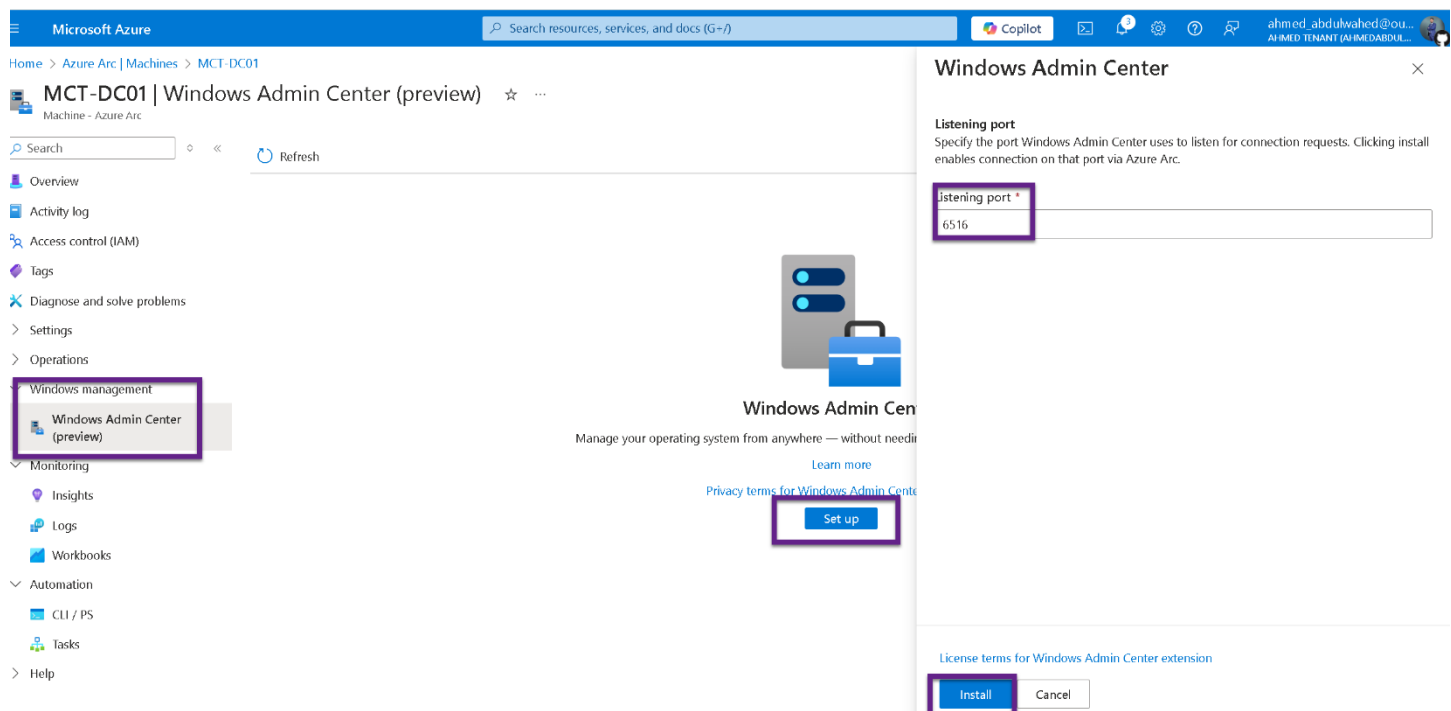 Microsoft Azure
Search resources, services, and docs (G+/)
Copilot
3
ahmed_abdulwahed@ou...
AHMED TENANT (AHMEDABDUL...
Home > Azure Arc | Machines > MCT-DC01
MCT-DC01 | Windows Admin Center (preview)
Machine - Azure Arc
Search
Refresh
Overview
Activity log
Access control (IAM)
Tags
Diagnose and solve problems
Settings
Operations
Windows management
Windows Admin Center
(preview)
Monitoring
Insights
Logs
Workbooks
Automation
CLI / PS
Tasks
Help
Windows Admin Cen
Manage your operating system from anywhere — without needin
Learn more
Privacy terms for Windows Admin Cente
Set up
Windows Admin Center
Listening port
Specify the port Windows Admin Center uses to listen for connection requests. Clicking install
enables connection on that port via Azure Arc.
Listening port *
6516
License terms for Windows Admin Center extension
Install
Cancel